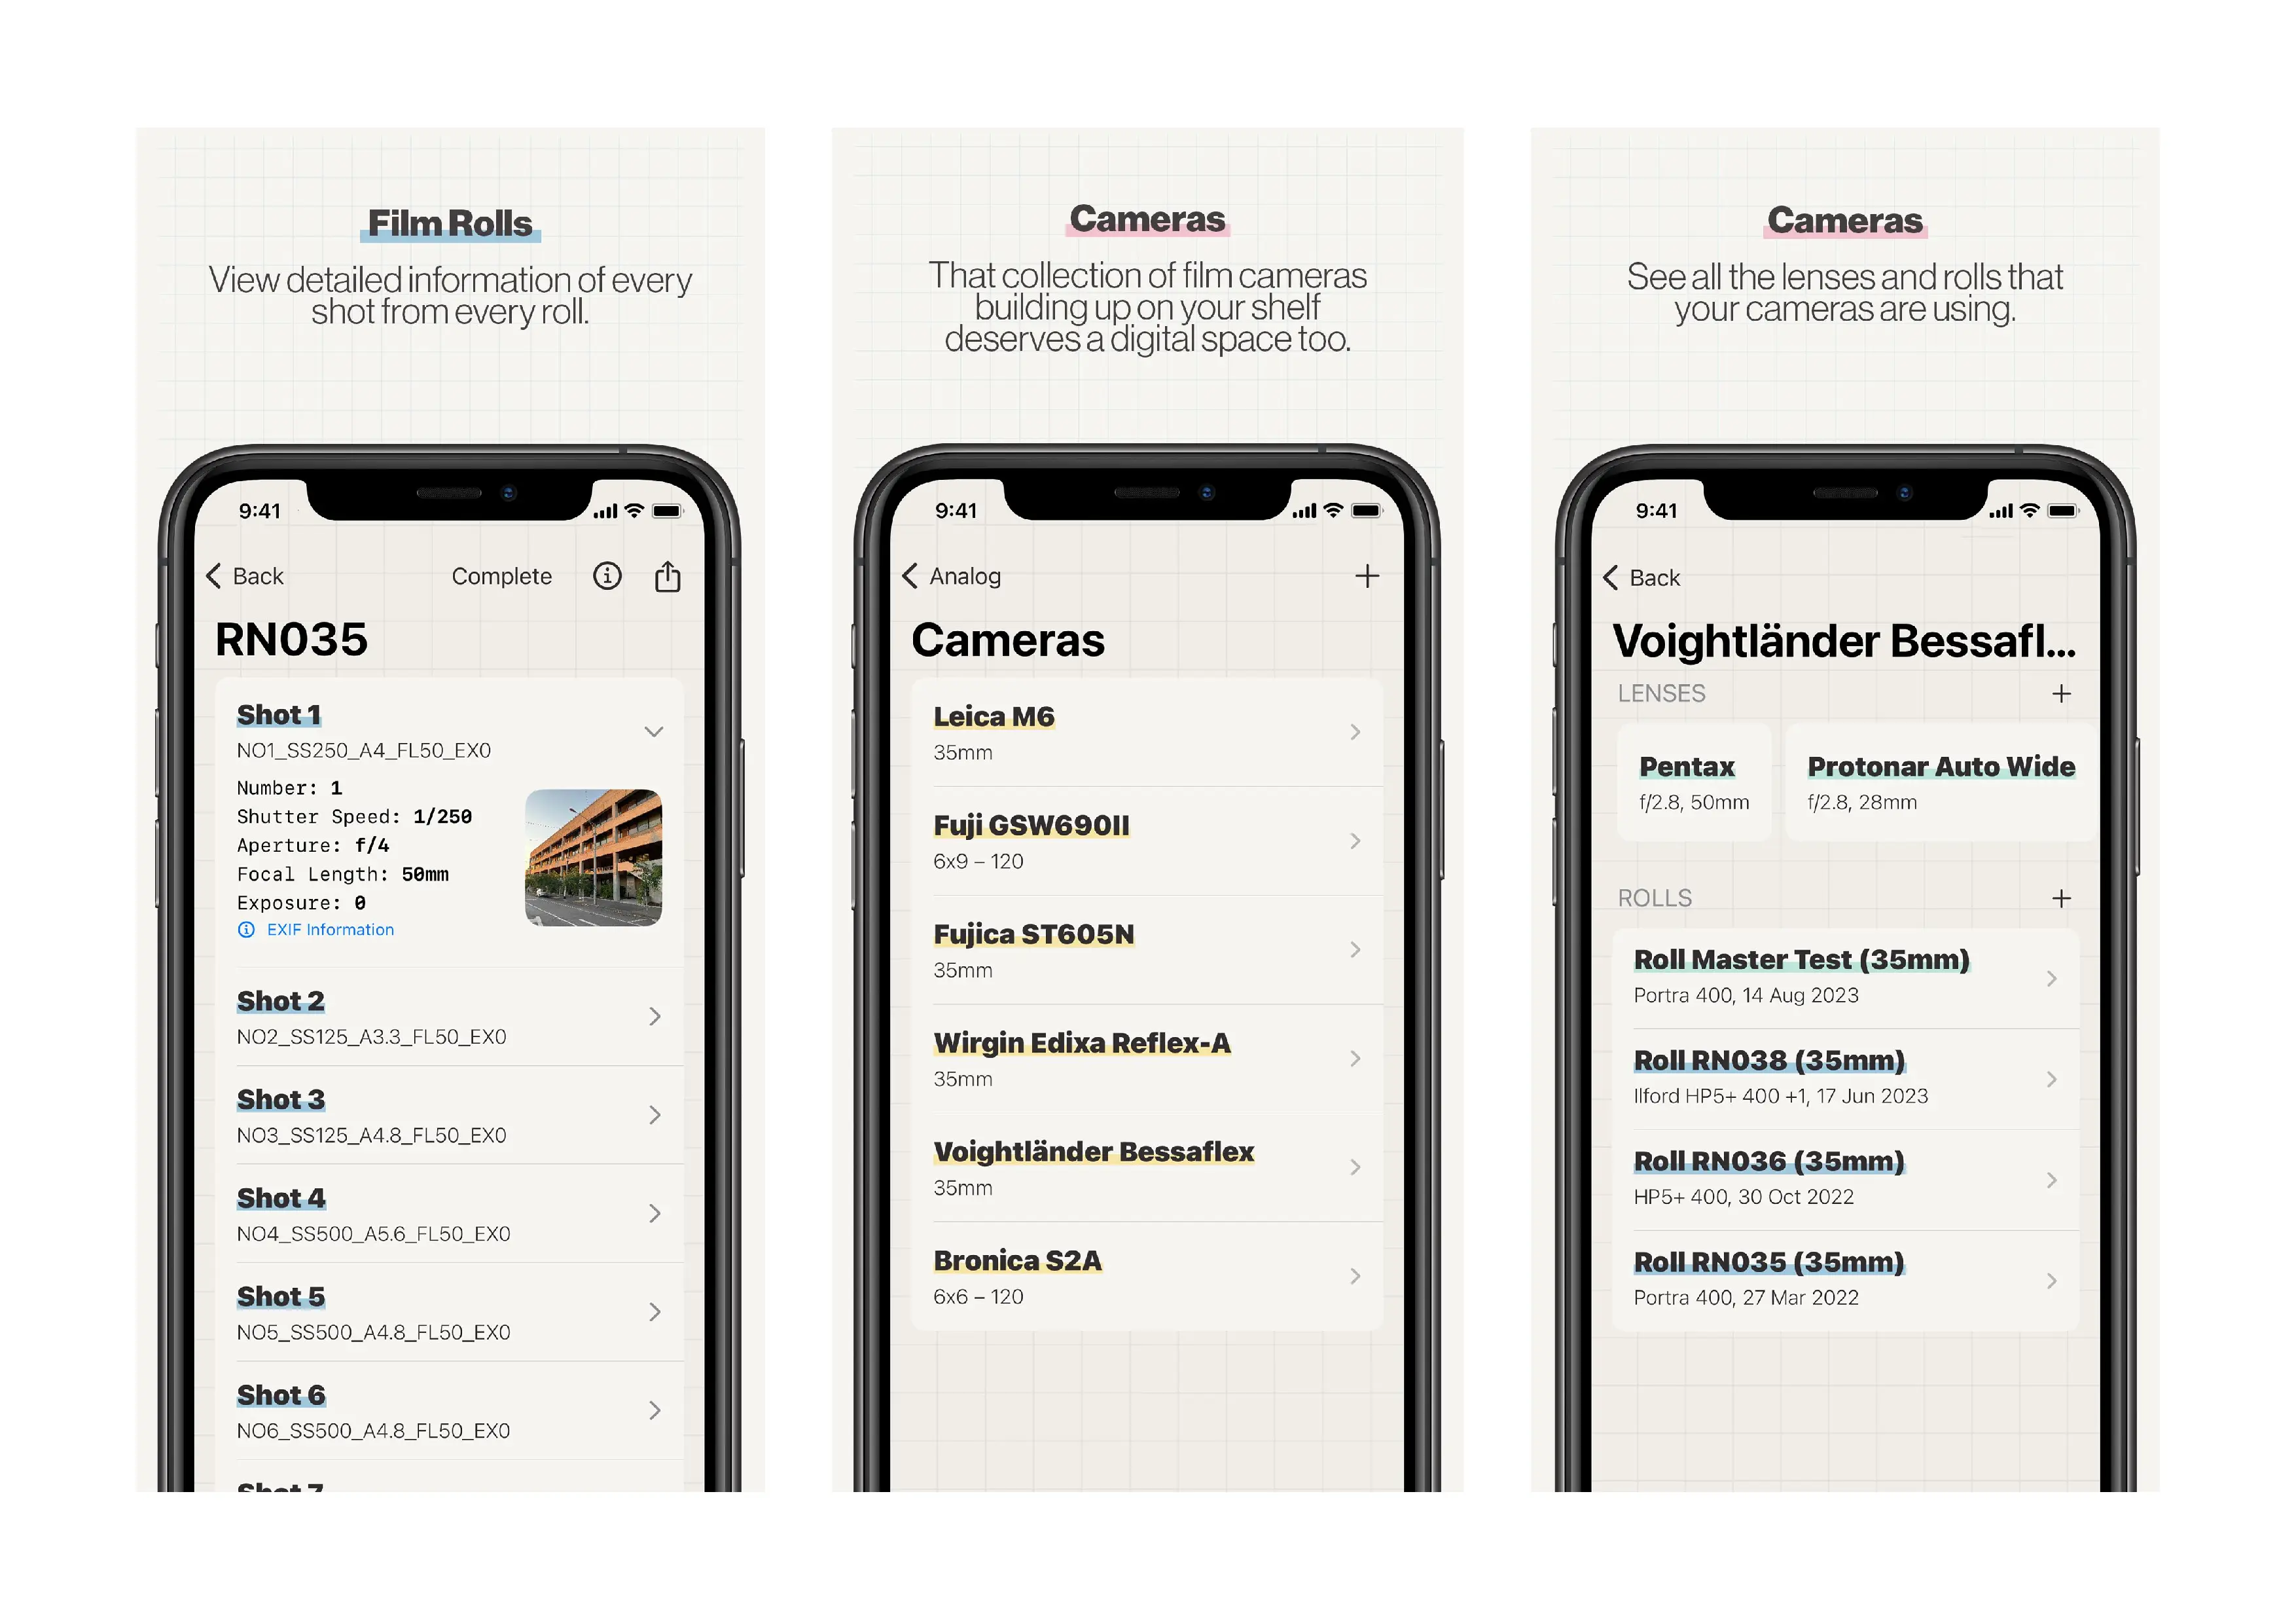 Film Rolls
View detailed information of every
shot from every roll.
9:41
Back
Complete
RN035
Shot 1
NO1_SS250_A4_FL50_EX0
Number: 1
Shutter Speed: 1/250
Aperture: f/4
Focal Length: 50mm
Exposure: 0
EXIF Information
Shot 2
NO2_SS125_A3.3_FL50_EX0
Shot 3
NO3_SS125_A4.8_FL50_EX0
Shot 4
NO4_SS500_A5.6_FL50_EX0
Shot 5
NO5_SS500_A4.8_FL50_EX0
Shot 6
NO6_SS500_A4.8_FL50_EX0
Shot 7
Cameras
That collection of film cameras
building up on your shelf
deserves a digital space too.
9:41
Analog
Cameras
Leica M6
35mm
Fuji GSW690II
6x9 – 120
Fujica ST605N
35mm
Wirgin Edixa Reflex-A
35mm
Voightländer Bessaflex
35mm
Bronica S2A
6x6 – 120
Cameras
See all the lenses and rolls that
your cameras are using.
9:41
Back
Voightländer Bessafl...
LENSES
Pentax
f/2.8, 50mm
Protonar Auto Wide
f/2.8, 28mm
ROLLS
Roll Master Test (35mm)
Portra 400, 14 Aug 2023
Roll RN038 (35mm)
Ilford HP5+ 400 +1, 17 Jun 2023
Roll RN036 (35mm)
HP5+ 400, 30 Oct 2022
Roll RN035 (35mm)
Portra 400, 27 Mar 2022